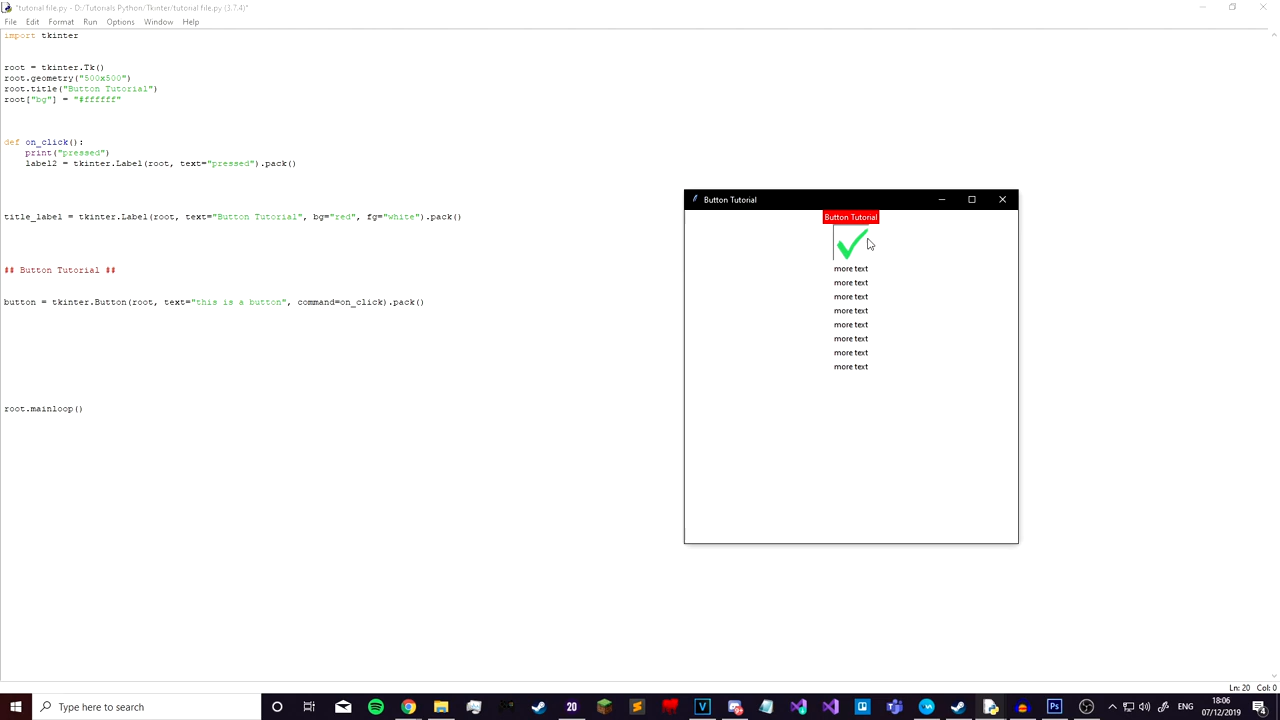 *tutorial file.py - D:/Tutorials Python/Tkinter/tutorial file.py (3.7.4)*
File Edit Format Run Options Window Help
import tkinter
root = tkinter.Tk()
root.geometry("500x500")
root.title("Button Tutorial")
root["bg"] = "#ffffff"
def on_click():
    print("pressed")
    label2 = tkinter.Label(root, text="pressed").pack()
title_label = tkinter.Label(root, text="Button Tutorial", bg="red", fg="white").pack()
## Button Tutorial ##
button = tkinter.Button(root, text="this is a button", command=on_click).pack()
root.mainloop()
Button Tutorial
Button Tutorial
more text
more text
more text
more text
more text
more text
more text
more text
Ln: 20 Col: 0
Type here to search
20
18:06
07/12/2019